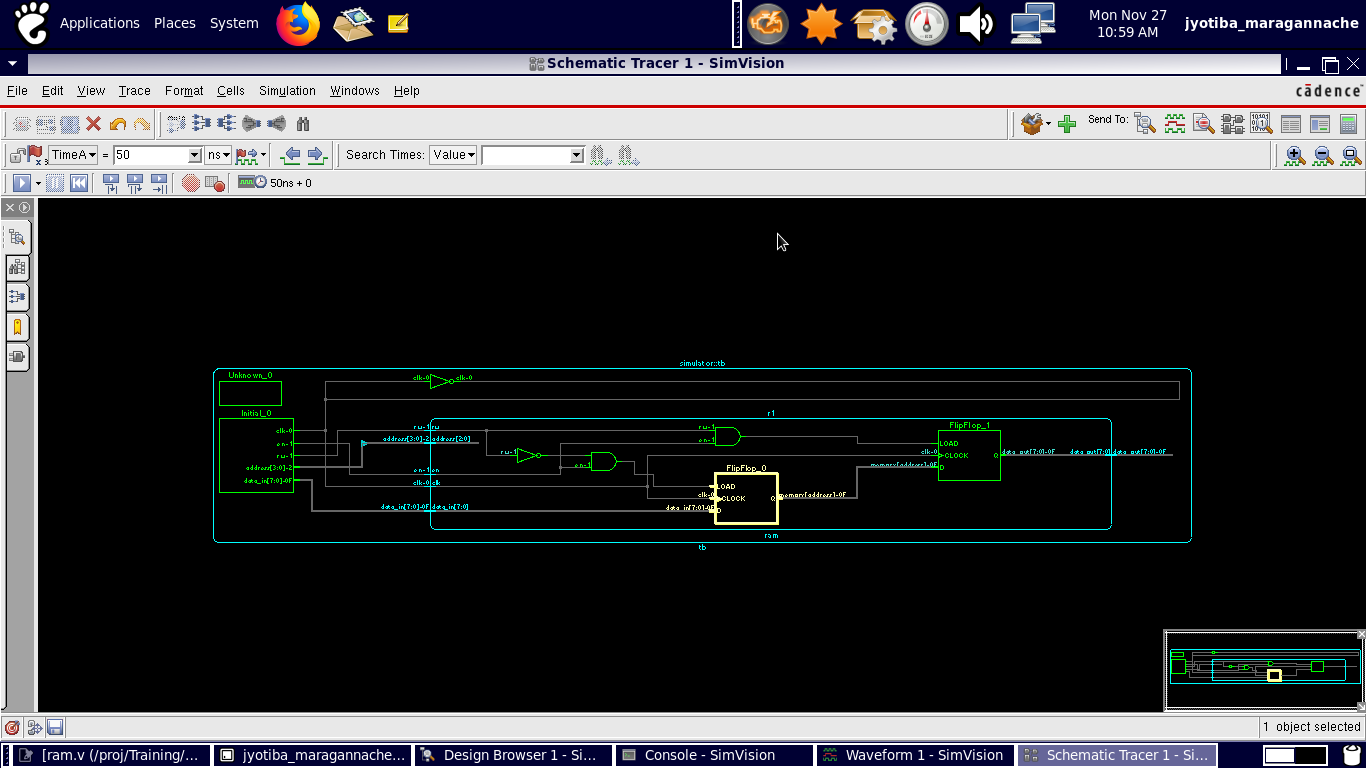 Applications Places System
Mon Nov 27
10:59 AM
jyotiba_maragannache
Schematic Tracer 1 - SimVision
File Edit View Trace Format Cells Simulation Windows Help
cādence
Send To:
TimeA = 50 ns
Search Times: Value
50ns + 0
simulator::tb
Unknown_0
clk-0 clk-0
Initial_0
r1
clk-0
en-1
rw-1
address[3:0]-2
data_in[7:0]-0F
rw-1 rw
address[3:0]-2 address[2:0]
en-1 en
clk-0 clk
data_in[7:0]-0F data_in[7:0]
rw-1
en-1
rw-1
en-1
FlipFlop_0
LOAD
clk-0 CLOCK Q memory[address]-0F
data_in[7:0]-0F D
FlipFlop_1
LOAD
clk-0 CLOCK Q data_out[7:0]-0F data_out[7:0]-0F data_out[7:0]-0F
memory[address]-0F D
ram
tb
1 object selected
[ram.v (/proj/Training/...
jyotiba_maragannache...
Design Browser 1 - Si...
Console - SimVision
Waveform 1 - SimVision
Schematic Tracer 1 - Si...